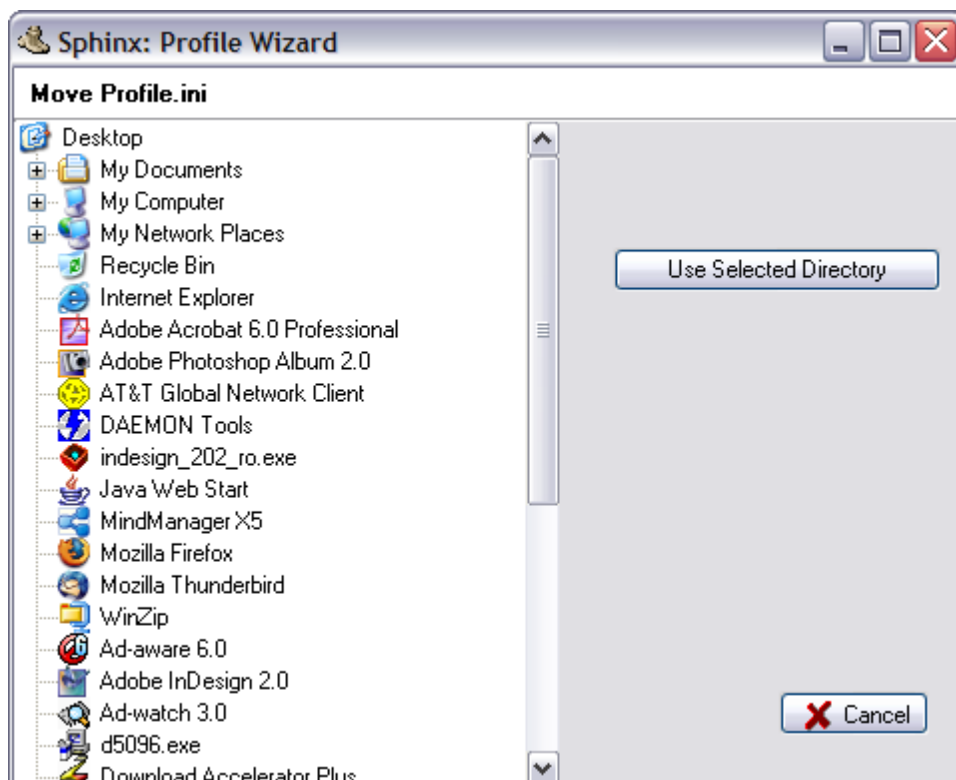 Sphinx: Profile Wizard
Move Profile.ini
Desktop
My Documents
My Computer
My Network Places
Recycle Bin
Internet Explorer
Adobe Acrobat 6.0 Professional
Adobe Photoshop Album 2.0
AT&T Global Network Client
DAEMON Tools
indesign_202_ro.exe
Java Web Start
MindManager X5
Mozilla Firefox
Mozilla Thunderbird
WinZip
Ad-aware 6.0
Adobe InDesign 2.0
Ad-watch 3.0
d5096.exe
Download Accelerator Plus
Use Selected Directory
Cancel